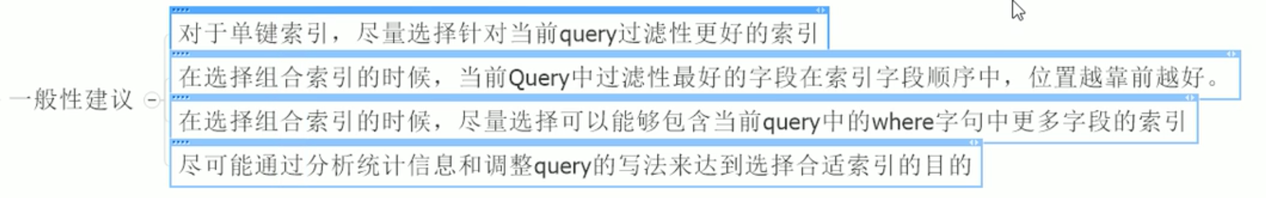 对于单键索引，尽量选择针对当前query过滤性更好的索引
在选择组合索引的时候，当前Query中过滤性最好的字段在索引字段顺序中，位置越靠前越好。
一般性建议
在选择组合索引的时候，尽量选择可以能够包含当前query中的where字句中更多字段的索引
尽可能通过分析统计信息和调整query的写法来达到选择合适索引的目的